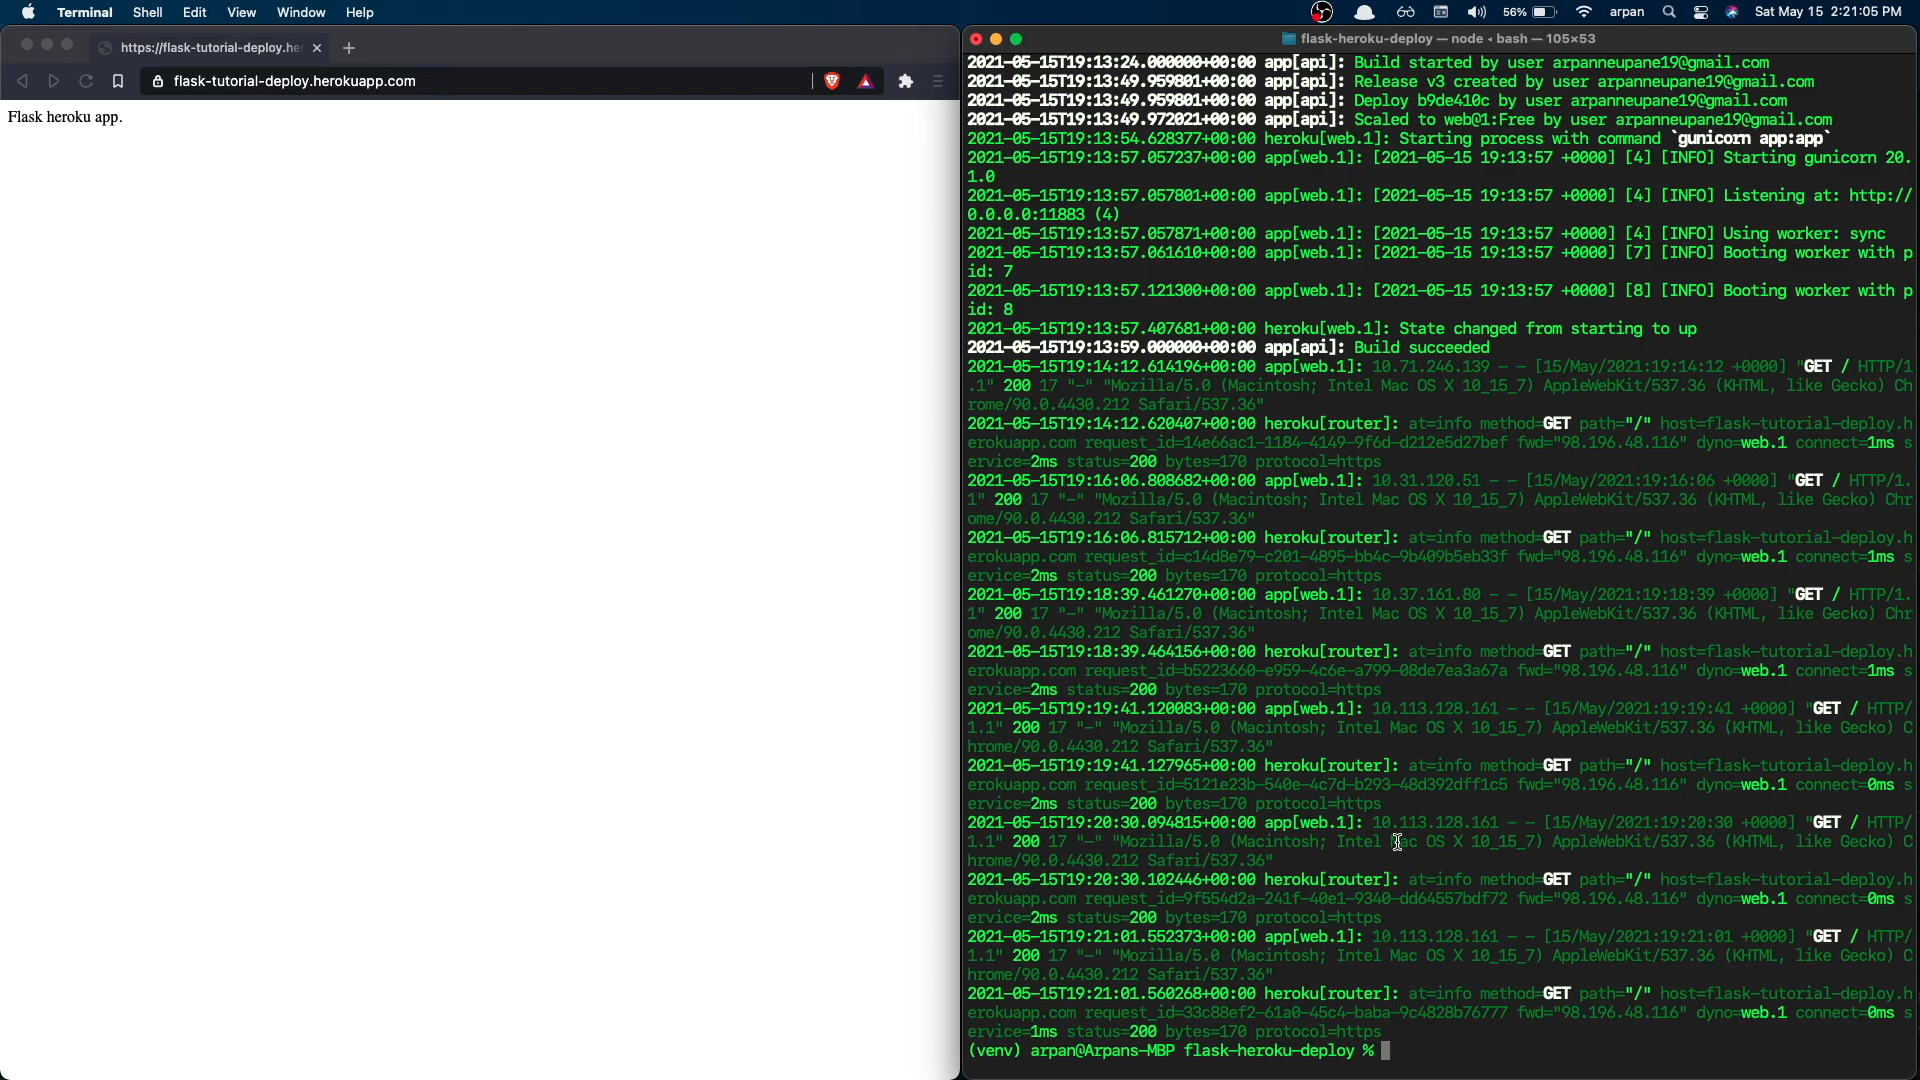 Terminal Shell Edit View Window Help 56% arpan Sat May 15 2:21:05 PM
https://flask-tutorial-deploy.he
flask-tutorial-deploy.herokuapp.com
Flask heroku app.
flask-heroku-deploy — node ◂ bash — 105×53
2021-05-15T19:13:24.000000+00:00 app[api]: Build started by user arpanneupane19@gmail.com
2021-05-15T19:13:49.959801+00:00 app[api]: Release v3 created by user arpanneupane19@gmail.com
2021-05-15T19:13:49.959801+00:00 app[api]: Deploy b9de410c by user arpanneupane19@gmail.com
2021-05-15T19:13:49.972021+00:00 app[api]: Scaled to web@1:Free by user arpanneupane19@gmail.com
2021-05-15T19:13:54.628377+00:00 heroku[web.1]: Starting process with command `gunicorn app:app`
2021-05-15T19:13:57.057237+00:00 app[web.1]: [2021-05-15 19:13:57 +0000] [4] [INFO] Starting gunicorn 20.
1.0
2021-05-15T19:13:57.057801+00:00 app[web.1]: [2021-05-15 19:13:57 +0000] [4] [INFO] Listening at: http://
0.0.0.0:11883 (4)
2021-05-15T19:13:57.057871+00:00 app[web.1]: [2021-05-15 19:13:57 +0000] [4] [INFO] Using worker: sync
2021-05-15T19:13:57.061610+00:00 app[web.1]: [2021-05-15 19:13:57 +0000] [7] [INFO] Booting worker with p
id: 7
2021-05-15T19:13:57.121300+00:00 app[web.1]: [2021-05-15 19:13:57 +0000] [8] [INFO] Booting worker with p
id: 8
2021-05-15T19:13:57.407681+00:00 heroku[web.1]: State changed from starting to up
2021-05-15T19:13:59.000000+00:00 app[api]: Build succeeded
2021-05-15T19:14:12.614196+00:00 app[web.1]: 10.71.246.139 - - [15/May/2021:19:14:12 +0000] "GET / HTTP/1
.1" 200 17 "-" "Mozilla/5.0 (Macintosh; Intel Mac OS X 10_15_7) AppleWebKit/537.36 (KHTML, like Gecko) Ch
rome/90.0.4430.212 Safari/537.36"
2021-05-15T19:14:12.620407+00:00 heroku[router]: at=info method=GET path="/" host=flask-tutorial-deploy.h
erokuapp.com request_id=14e66ac1-1184-4149-9f6d-d212e5d27bef fwd="98.196.48.116" dyno=web.1 connect=1ms s
ervice=2ms status=200 bytes=170 protocol=https
2021-05-15T19:16:06.808682+00:00 app[web.1]: 10.31.120.51 - - [15/May/2021:19:16:06 +0000] "GET / HTTP/1.
1" 200 17 "-" "Mozilla/5.0 (Macintosh; Intel Mac OS X 10_15_7) AppleWebKit/537.36 (KHTML, like Gecko) Chr
ome/90.0.4430.212 Safari/537.36"
2021-05-15T19:16:06.815712+00:00 heroku[router]: at=info method=GET path="/" host=flask-tutorial-deploy.h
erokuapp.com request_id=c14d8e79-c201-4895-bb4c-9b409b5eb33f fwd="98.196.48.116" dyno=web.1 connect=1ms s
ervice=2ms status=200 bytes=170 protocol=https
2021-05-15T19:18:39.461270+00:00 app[web.1]: 10.37.161.80 - - [15/May/2021:19:18:39 +0000] "GET / HTTP/1.
1" 200 17 "-" "Mozilla/5.0 (Macintosh; Intel Mac OS X 10_15_7) AppleWebKit/537.36 (KHTML, like Gecko) Chr
ome/90.0.4430.212 Safari/537.36"
2021-05-15T19:18:39.464156+00:00 heroku[router]: at=info method=GET path="/" host=flask-tutorial-deploy.h
erokuapp.com request_id=b5223660-e959-4c6e-a799-08de7ea3a67a fwd="98.196.48.116" dyno=web.1 connect=1ms s
ervice=2ms status=200 bytes=170 protocol=https
2021-05-15T19:19:41.120083+00:00 app[web.1]: 10.113.128.161 - - [15/May/2021:19:19:41 +0000] "GET / HTTP/
1.1" 200 17 "-" "Mozilla/5.0 (Macintosh; Intel Mac OS X 10_15_7) AppleWebKit/537.36 (KHTML, like Gecko) C
hrome/90.0.4430.212 Safari/537.36"
2021-05-15T19:19:41.127965+00:00 heroku[router]: at=info method=GET path="/" host=flask-tutorial-deploy.h
erokuapp.com request_id=5121e23b-540e-4c7d-b293-48d392dff1c5 fwd="98.196.48.116" dyno=web.1 connect=0ms s
ervice=2ms status=200 bytes=170 protocol=https
2021-05-15T19:20:30.094815+00:00 app[web.1]: 10.113.128.161 - - [15/May/2021:19:20:30 +0000] "GET / HTTP/
1.1" 200 17 "-" "Mozilla/5.0 (Macintosh; Intel Mac OS X 10_15_7) AppleWebKit/537.36 (KHTML, like Gecko) C
hrome/90.0.4430.212 Safari/537.36"
2021-05-15T19:20:30.102446+00:00 heroku[router]: at=info method=GET path="/" host=flask-tutorial-deploy.h
erokuapp.com request_id=9f554d2a-241f-40e1-9340-dd64557bdf72 fwd="98.196.48.116" dyno=web.1 connect=0ms s
ervice=2ms status=200 bytes=170 protocol=https
2021-05-15T19:21:01.552373+00:00 app[web.1]: 10.113.128.161 - - [15/May/2021:19:21:01 +0000] "GET / HTTP/
1.1" 200 17 "-" "Mozilla/5.0 (Macintosh; Intel Mac OS X 10_15_7) AppleWebKit/537.36 (KHTML, like Gecko) C
hrome/90.0.4430.212 Safari/537.36"
2021-05-15T19:21:01.560268+00:00 heroku[router]: at=info method=GET path="/" host=flask-tutorial-deploy.h
erokuapp.com request_id=33c88ef2-61a0-45c4-baba-9c4828b76777 fwd="98.196.48.116" dyno=web.1 connect=0ms s
ervice=1ms status=200 bytes=170 protocol=https
(venv) arpan@Arpans-MBP flask-heroku-deploy %